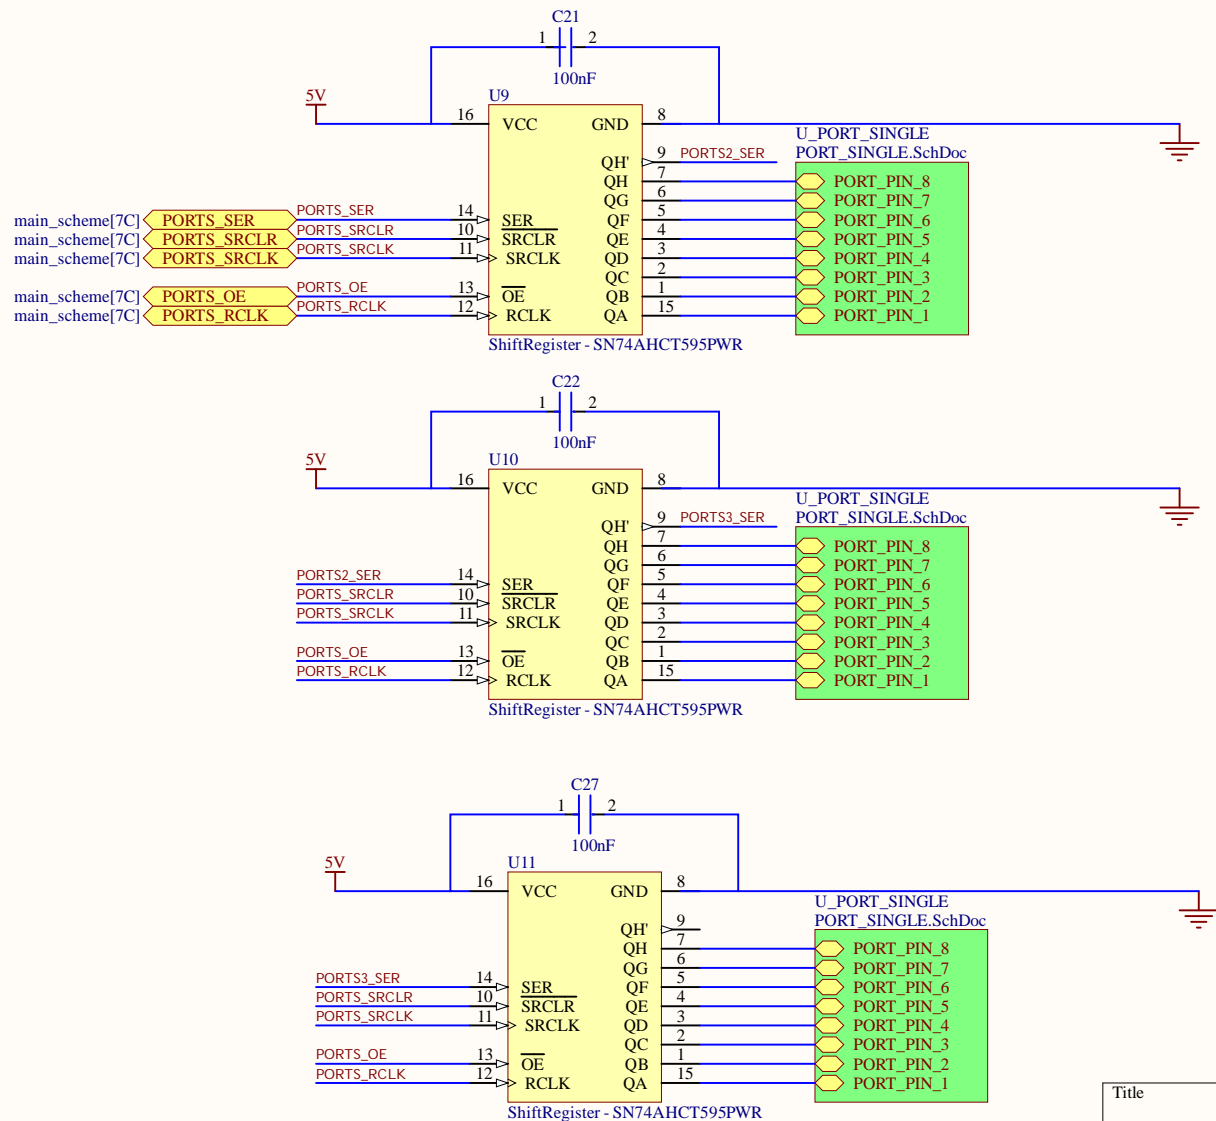 C21
1 2
100nF
5V
U9
16 VCC GND 8
U_PORT_SINGLE
PORT_SINGLE.SchDoc
QH' 9 PORTS2_SER
QH 7 PORT_PIN_8
QG 6 PORT_PIN_7
main_scheme[7C] PORTS_SER PORTS_SER 14 SER QF 5 PORT_PIN_6
main_scheme[7C] PORTS_SRCLR PORTS_SRCLR 10 SRCLR QE 4 PORT_PIN_5
main_scheme[7C] PORTS_SRCLK PORTS_SRCLK 11 SRCLK QD 3 PORT_PIN_4
QC 2 PORT_PIN_3
main_scheme[7C] PORTS_OE PORTS_OE 13 OE QB 1 PORT_PIN_2
main_scheme[7C] PORTS_RCLK PORTS_RCLK 12 RCLK QA 15 PORT_PIN_1
ShiftRegister - SN74AHCT595PWR
C22
1 2
100nF
5V
U10
16 VCC GND 8
U_PORT_SINGLE
PORT_SINGLE.SchDoc
QH' 9 PORTS3_SER
QH 7 PORT_PIN_8
QG 6 PORT_PIN_7
PORTS2_SER 14 SER QF 5 PORT_PIN_6
PORTS_SRCLR 10 SRCLR QE 4 PORT_PIN_5
PORTS_SRCLK 11 SRCLK QD 3 PORT_PIN_4
QC 2 PORT_PIN_3
PORTS_OE 13 OE QB 1 PORT_PIN_2
PORTS_RCLK 12 RCLK QA 15 PORT_PIN_1
ShiftRegister - SN74AHCT595PWR
C27
1 2
100nF
5V
U11
16 VCC GND 8
U_PORT_SINGLE
PORT_SINGLE.SchDoc
QH' 9
QH 7 PORT_PIN_8
QG 6 PORT_PIN_7
PORTS3_SER 14 SER QF 5 PORT_PIN_6
PORTS_SRCLR 10 SRCLR QE 4 PORT_PIN_5
PORTS_SRCLK 11 SRCLK QD 3 PORT_PIN_4
QC 2 PORT_PIN_3
PORTS_OE 13 OE QB 1 PORT_PIN_2
PORTS_RCLK 12 RCLK QA 15 PORT_PIN_1
ShiftRegister - SN74AHCT595PWR
Title